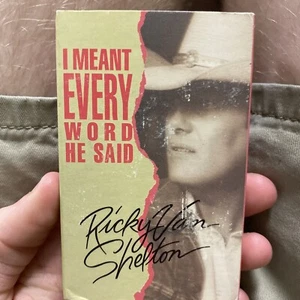 I MEANT
EVERY
WORD
HE SAID
Ricky Van
Shelton